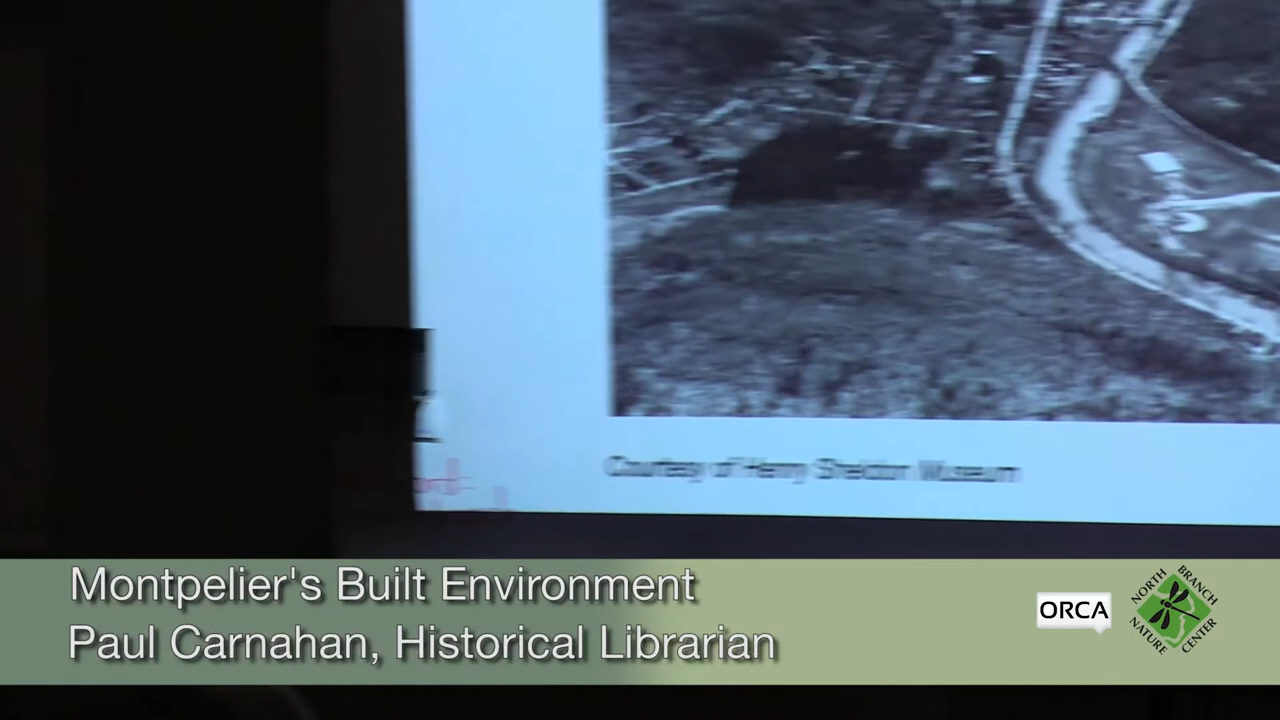 Courtesy of Henry Sheldon Museum
Montpelier's Built Environment
Paul Carnahan, Historical Librarian
ORCA
NORTH BRANCH
NATURE CENTER